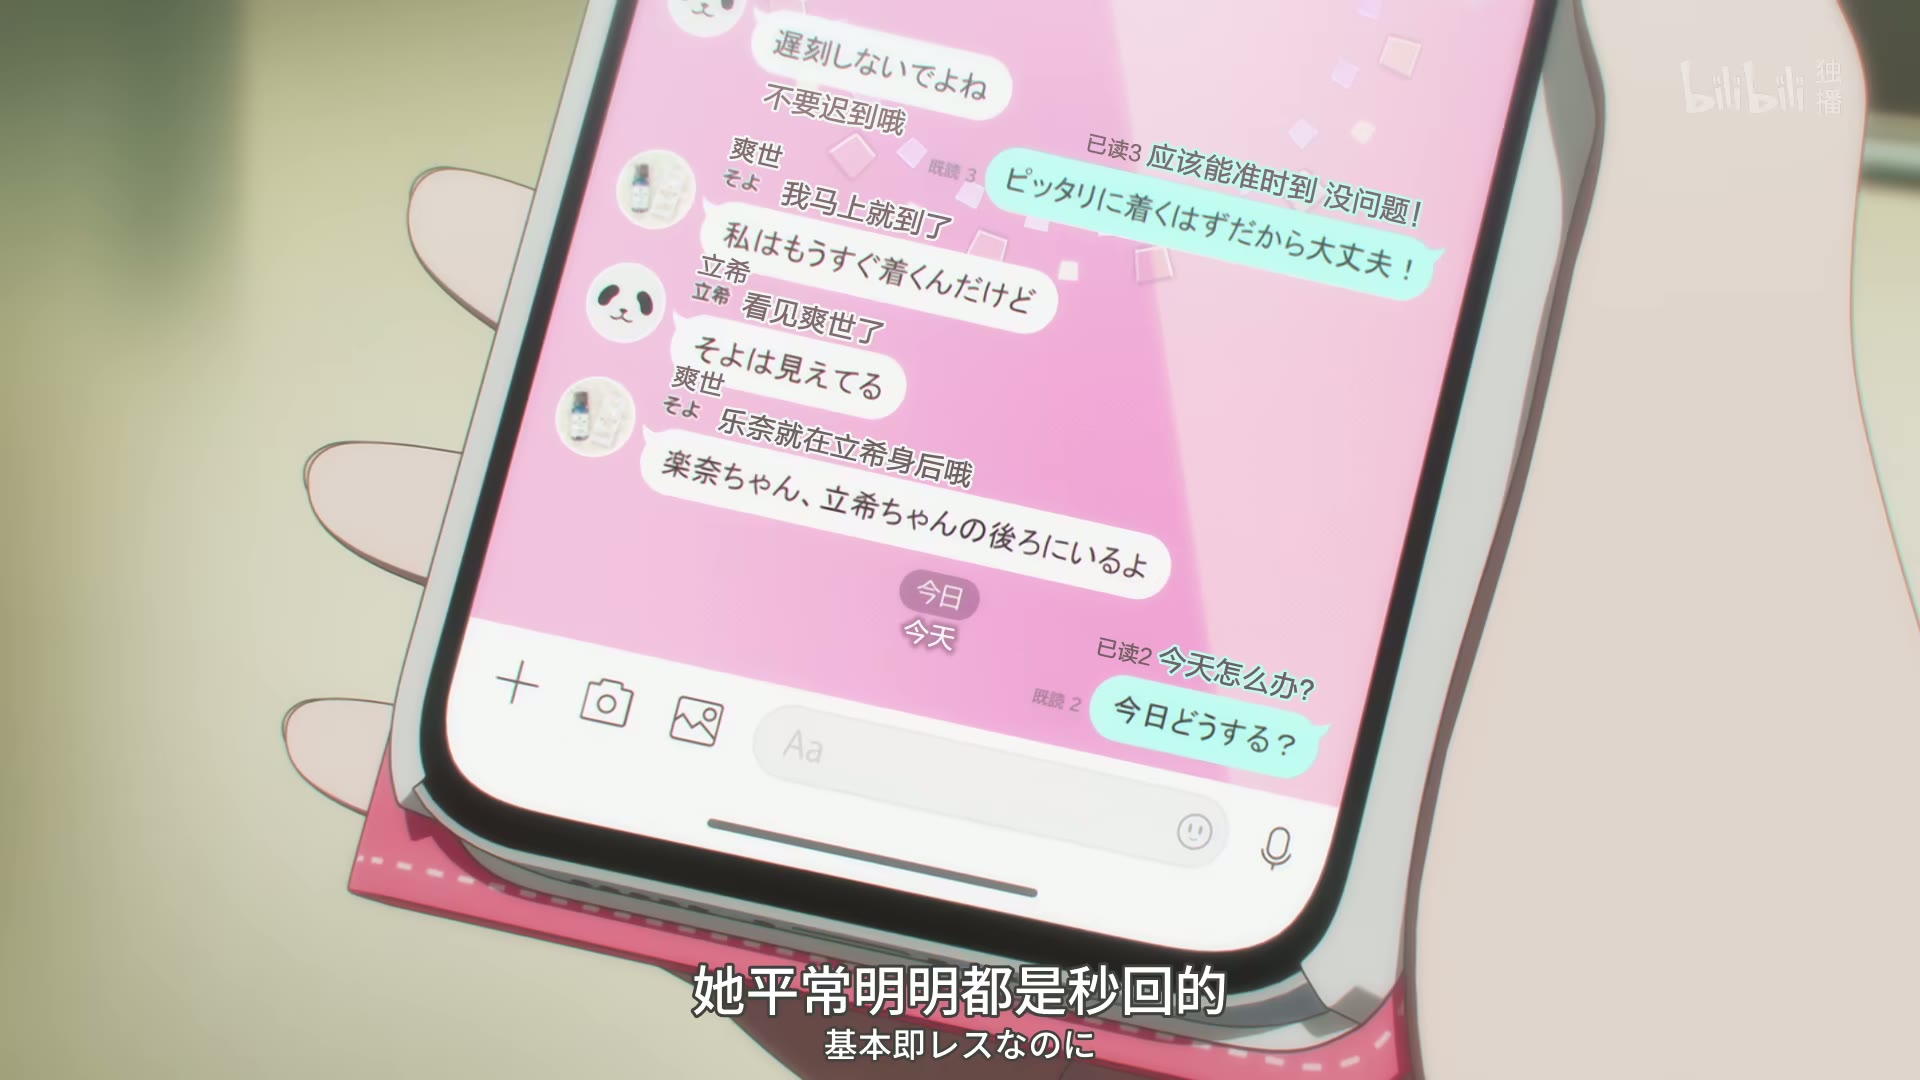 bilibili 独播
遅刻しないでよね
不要迟到哦
已读3 应该能准时到 没问题！
既読 3
ピッタリに着くはずだから大丈夫！
爽世
そよ
我马上就到了
私はもうすぐ着くんだけど
立希
立希
看见爽世了
そよは見えてる
爽世
そよ
乐奈就在立希身后哦
楽奈ちゃん、立希ちゃんの後ろにいるよ
今日
今天
已读2 今天怎么办？
既読 2
今日どうする？
Aa
她平常明明都是秒回的
基本即レスなのに